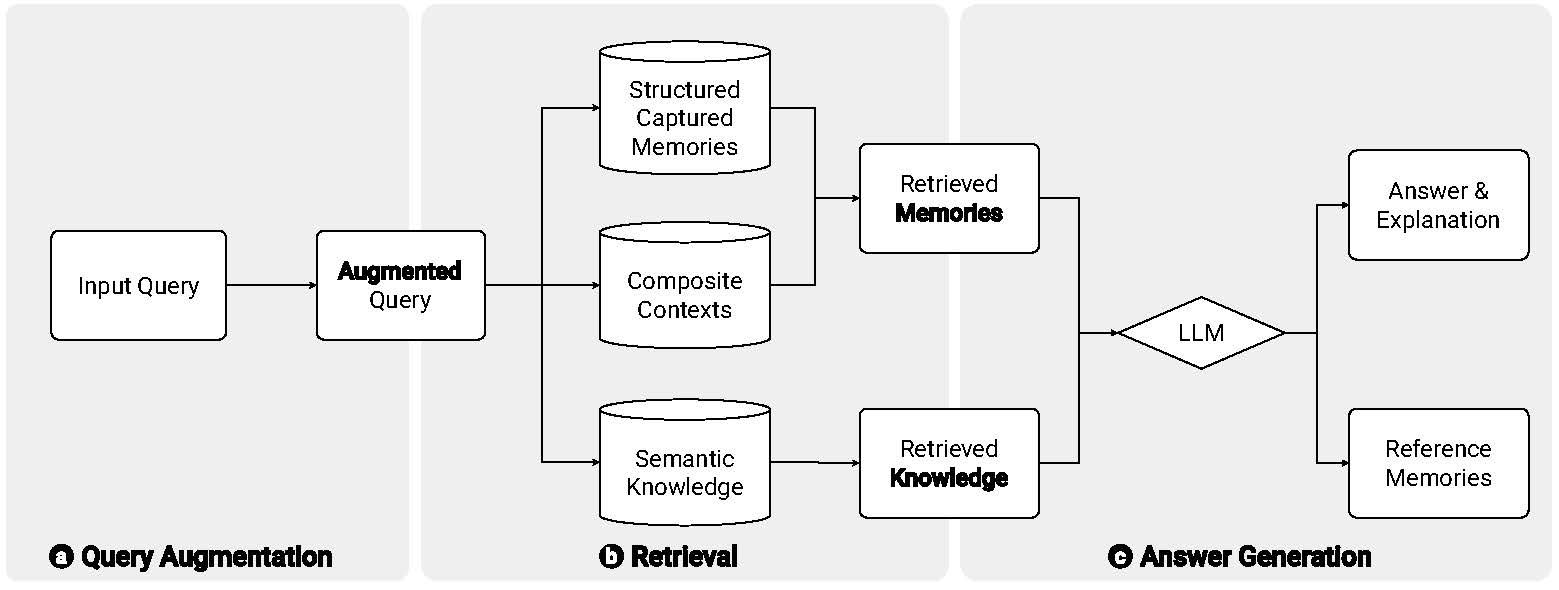 Input Query
Augmented
Query
Structured
Captured
Memories
Composite
Contexts
Semantic
Knowledge
Retrieved
Memories
Retrieved
Knowledge
LLM
Answer &
Explanation
Reference
Memories
a Query Augmentation
b Retrieval
c Answer Generation